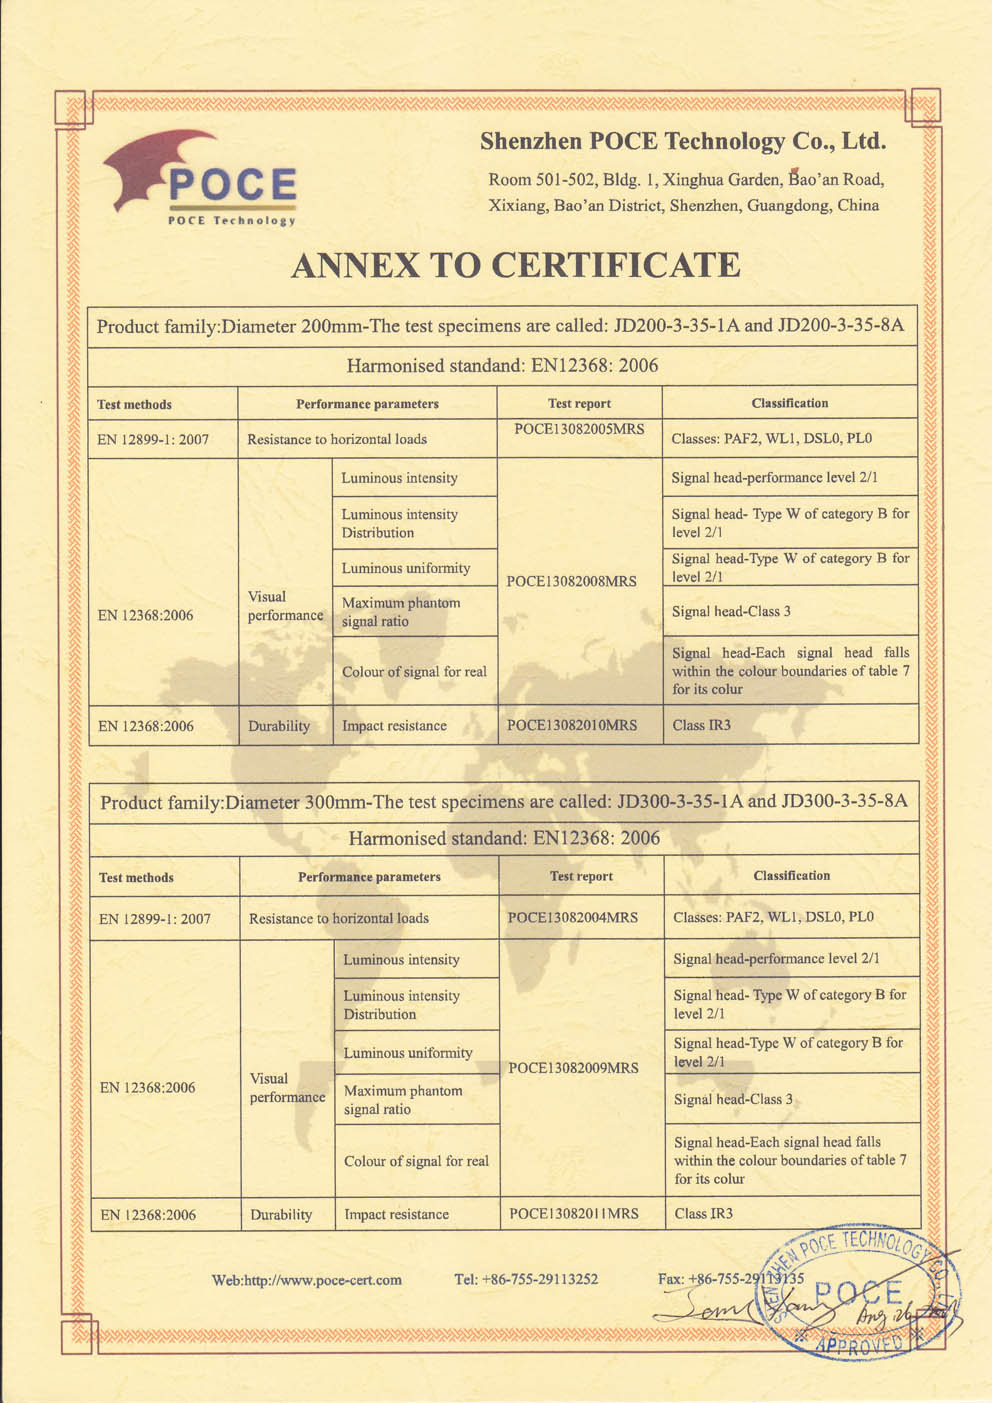 POCE
POCE Technology
Shenzhen POCE Technology Co., Ltd.
Room 501-502, Bldg. 1, Xinghua Garden, Bao'an Road,
Xixiang, Bao'an District, Shenzhen, Guangdong, China
ANNEX TO CERTIFICATE
Product family:Diameter 200mm-The test specimens are called: JD200-3-35-1A and JD200-3-35-8A
Harmonised standand: EN12368: 2006
Test methods Performance parameters Test report Classification
EN 12899-1: 2007 Resistance to horizontal loads POCE13082005MRS Classes: PAF2, WL1, DSL0, PL0
EN 12368:2006
Visual
performance
Luminous intensity
Luminous intensity
Distribution
Luminous uniformity
Maximum phantom
signal ratio
Colour of signal for real
POCE13082008MRS
Signal head-performance level 2/1
Signal head- Type W of category B for
level 2/1
Signal head-Type W of category B for
level 2/1
Signal head-Class 3
Signal head-Each signal head falls
within the colour boundaries of table 7
for its colur
EN 12368:2006 Durability Impact resistance POCE13082010MRS Class IR3
Product family:Diameter 300mm-The test specimens are called: JD300-3-35-1A and JD300-3-35-8A
Harmonised standand: EN12368: 2006
Test methods Performance parameters Test report Classification
EN 12899-1: 2007 Resistance to horizontal loads POCE13082004MRS Classes: PAF2, WL1, DSL0, PL0
EN 12368:2006
Visual
performance
Luminous intensity
Luminous intensity
Distribution
Luminous uniformity
Maximum phantom
signal ratio
Colour of signal for real
POCE13082009MRS
Signal head-performance level 2/1
Signal head- Type W of category B for
level 2/1
Signal head-Type W of category B for
level 2/1
Signal head-Class 3
Signal head-Each signal head falls
within the colour boundaries of table 7
for its colur
EN 12368:2006 Durability Impact resistance POCE13082011MRS Class IR3
Web:http://www.poce-cert.com Tel: +86-755-29113252 Fax: +86-755-29113135
SHENZHEN POCE TECHNOLOGY CO., LTD
POCE
APPROVED